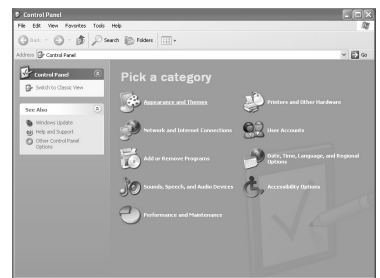 Control Panel
File Edit View Favorites Tools Help
Back Search Folders
Address Control Panel Go
Control Panel
Switch to Classic View
See Also
Windows Update
Help and Support
Other Control Panel
Options
Pick a category
Appearance and Themes
Printers and Other Hardware
Network and Internet Connections
User Accounts
Add or Remove Programs
Date, Time, Language, and Regional
Options
Sounds, Speech, and Audio Devices
Accessibility Options
Performance and Maintenance